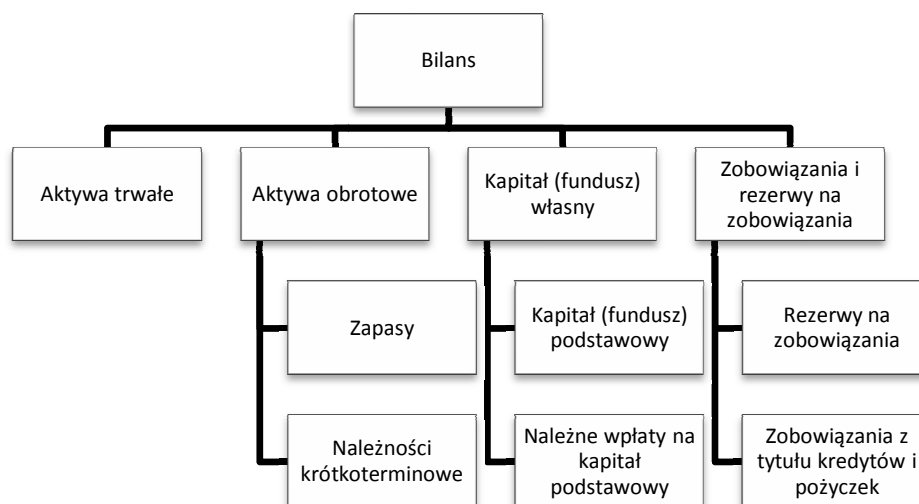 Bilans
Aktywa trwałe
Aktywa obrotowe
Kapitał (fundusz)
własny
Zobowiązania i
rezerwy na
zobowiązania
Zapasy
Kapitał (fundusz)
podstawowy
Rezerwy na
zobowiązania
Należności
krótkoterminowe
Należne wpłaty na
kapitał
podstawowy
Zobowiązania z
tytułu kredytów i
pożyczek